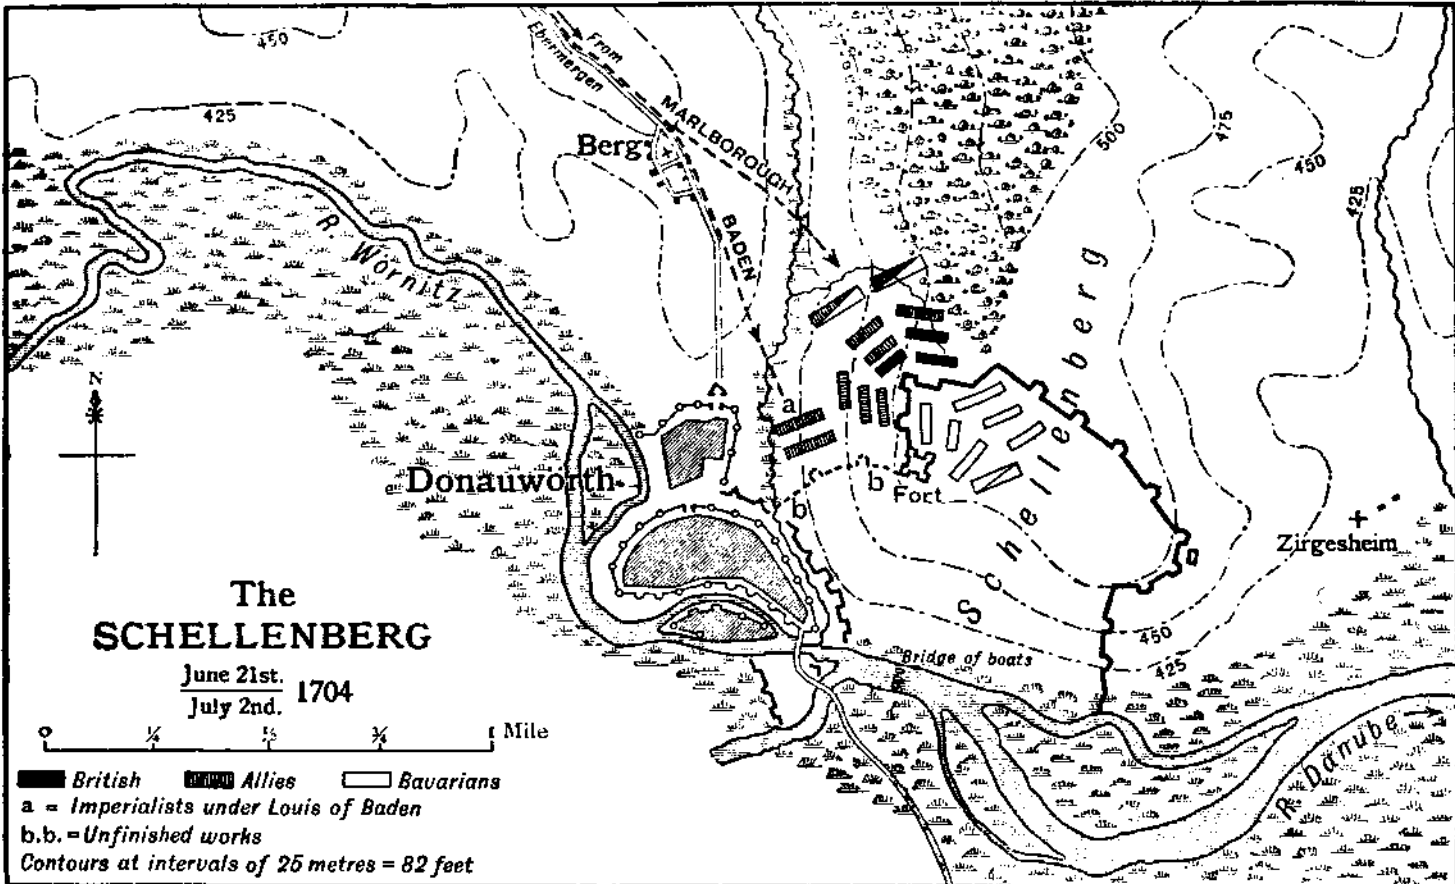 450
From
Ebermergen
MARLBOROUGH
425
Berg
500
475
450
425
BADEN
R. Wörnitz
N
a
Schellenberg
Donauwörth
b
b
Fort
Zirgesheim
The
SCHELLENBERG
June 21st.
July 2nd. 1704
450
425
Bridge of boats
R Danube
0 ¼ ½ ¾ 1 Mile
British Allies Bavarians
a = Imperialists under Louis of Baden
b.b. = Unfinished works
Contours at intervals of 25 metres = 82 feet